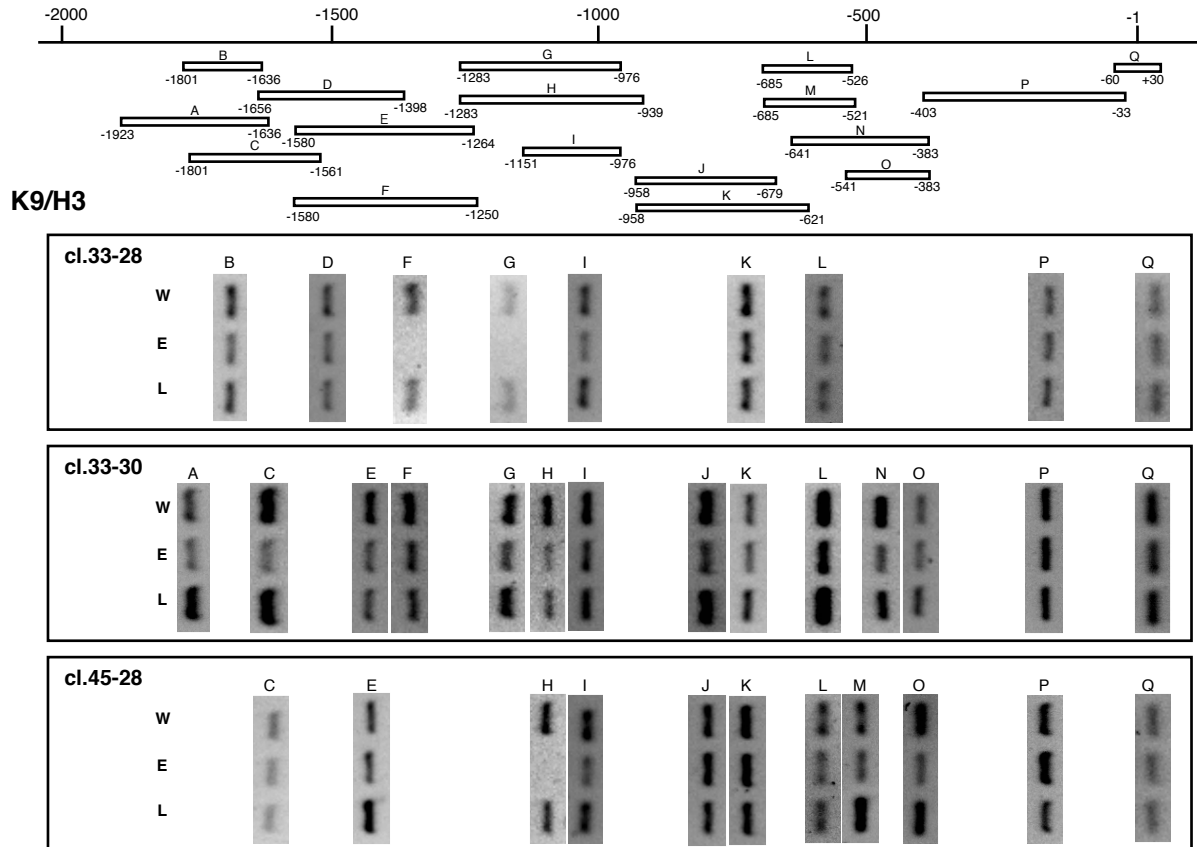 -2000 -1500 -1000 -500 -1
B G L Q
-1801 -1636 -1283 -976 -685 -526 -60 +30
D H M P
-1656 -1398 -1283 -939 -685 -521 -403 -33
A E N
-1923 -1636 -1580 -1264 -641 -383
C I O
-1801 -1561 -1151 -976 -541 -383
J
-958 -679
K9/H3 F K
-1580 -1250 -958 -621
cl.33-28
B D F G I K L P Q
W
E
L
cl.33-30
A C E F G H I J K L N O P Q
W
E
L
cl.45-28
C E H I J K L M O P Q
W
E
L